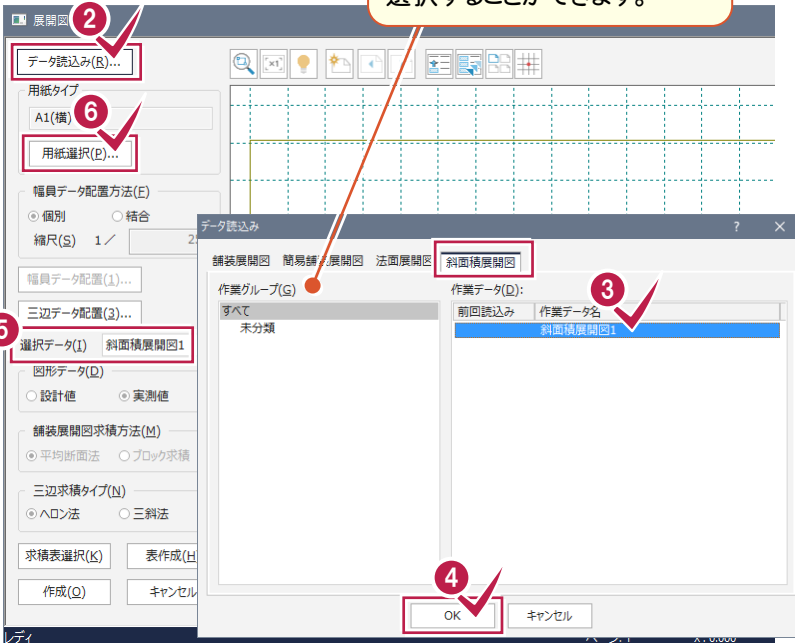 選択することができます。
展開図
2
データ読込み(R)...
用紙タイプ
A1(横)
6
用紙選択(P)...
幅員データ配置方法(F)
個別 結合
縮尺(S) 1/
幅員データ配置(1)...
三辺データ配置(3)...
5
選択データ(I) 斜面積展開図1
図形データ(D)
設計値 実測値
舗装展開図求積方法(M)
平均断面法 ブロック求積
三辺求積タイプ(N)
ヘロン法 三斜法
求積表選択(K) 表作成(H
作成(O) キャンセル
レディ
データ読込み ? ×
舗装展開図 簡易舗装展開図 法面展開図 斜面積展開図
作業グループ(G)
すべて
未分類
作業データ(D):
3
前回読込み 作業データ名
斜面積展開図1
4
OK キャンセル